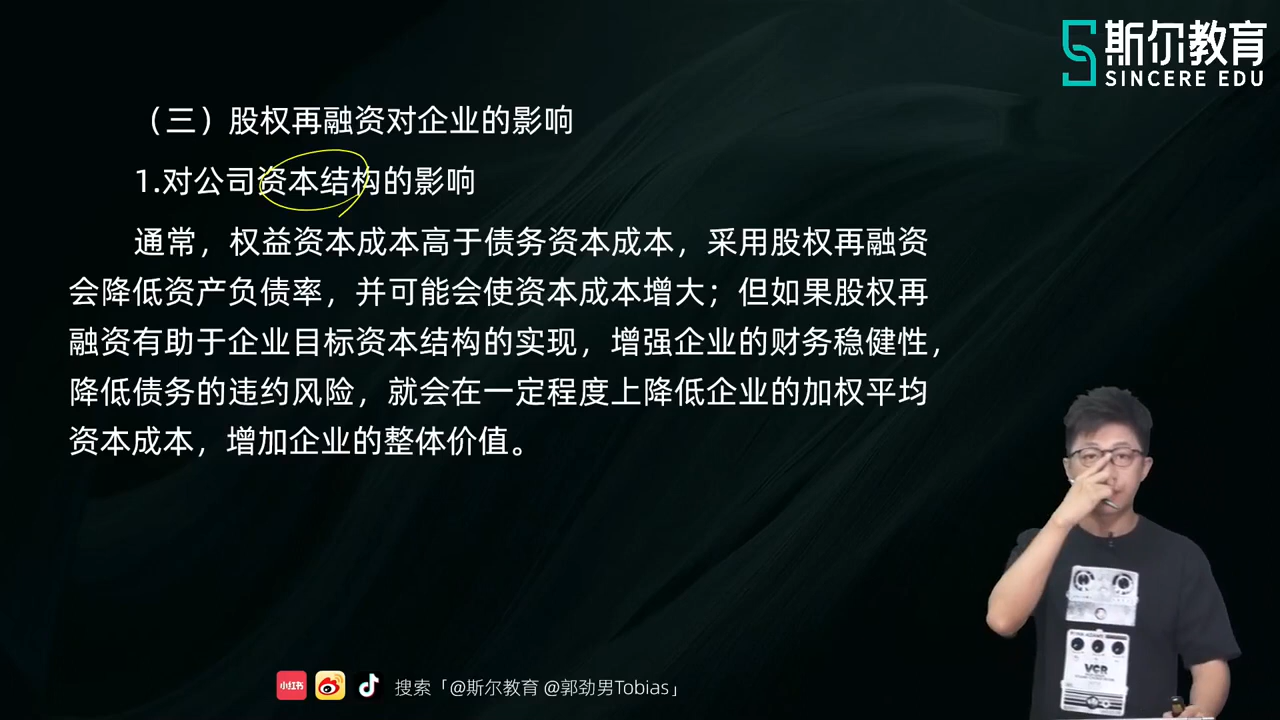 斯尔教育
SINCERE EDU
（三）股权再融资对企业的影响
1.对公司资本结构的影响
通常，权益资本成本高于债务资本成本，采用股权再融资
会降低资产负债率，并可能会使资本成本增大；但如果股权再
融资有助于企业目标资本结构的实现，增强企业的财务稳健性，
降低债务的违约风险，就会在一定程度上降低企业的加权平均
资本成本，增加企业的整体价值。
VCR
小红书
搜索「@斯尔教育 @郭劲男Tobias」